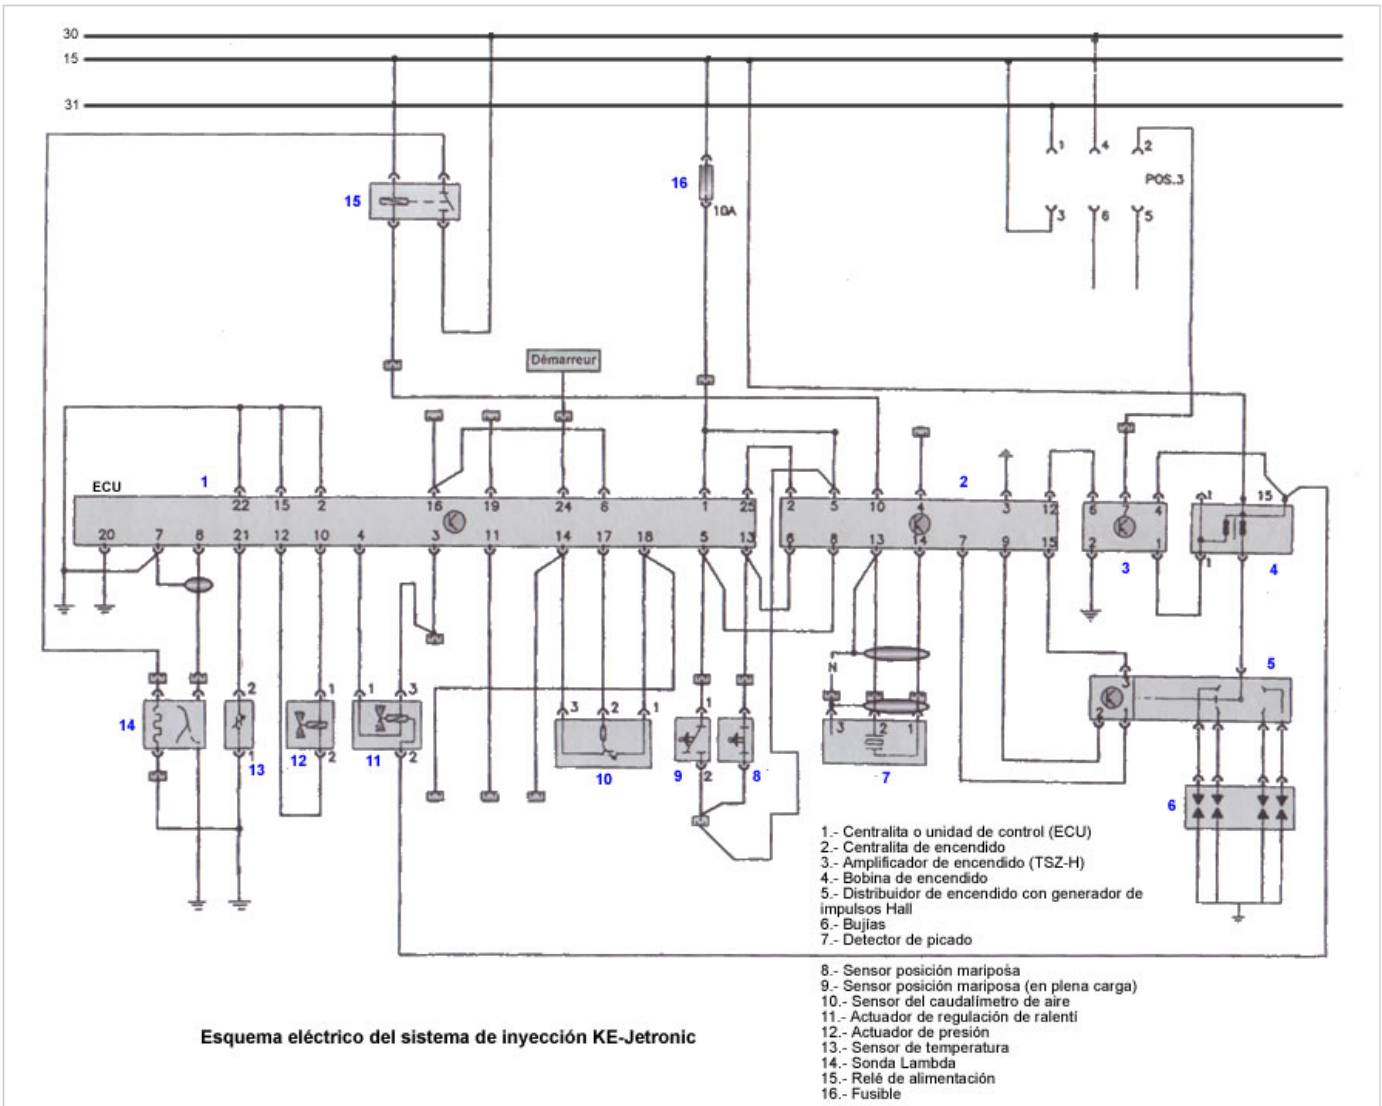 30
15
31
1 4 2
POS.3
15
16
10A
3 6 5
Démarreur
1
2
ECU
22 15 2 16 19 24 6 1 25
2 5 10 4 3 12
6 7 4
2 15
20 7 8 21 12 10 4 3 11 14 17 18 5 13
6 8 13 14 7 9 15
2 1
1
3
4
5
N
3
2 1
2 1 1 3
3 2 1
1
3 2 1
14
1
13
12
2
11
2
10
9
2
8
7
6
1.- Centralita o unidad de control (ECU)
2.- Centralita de encendido
3.- Amplificador de encendido (TSZ-H)
4.- Bobina de encendido
5.- Distribuidor de encendido con generador de
impulsos Hall
6.- Bujías
7.- Detector de picado
8.- Sensor posición mariposa
9.- Sensor posición mariposa (en plena carga)
10.- Sensor del caudalímetro de aire
11.- Actuador de regulación de ralentí
12.- Actuador de presión
13.- Sensor de temperatura
14.- Sonda Lambda
15.- Relé de alimentación
16.- Fusible
Esquema eléctrico del sistema de inyección KE-Jetronic